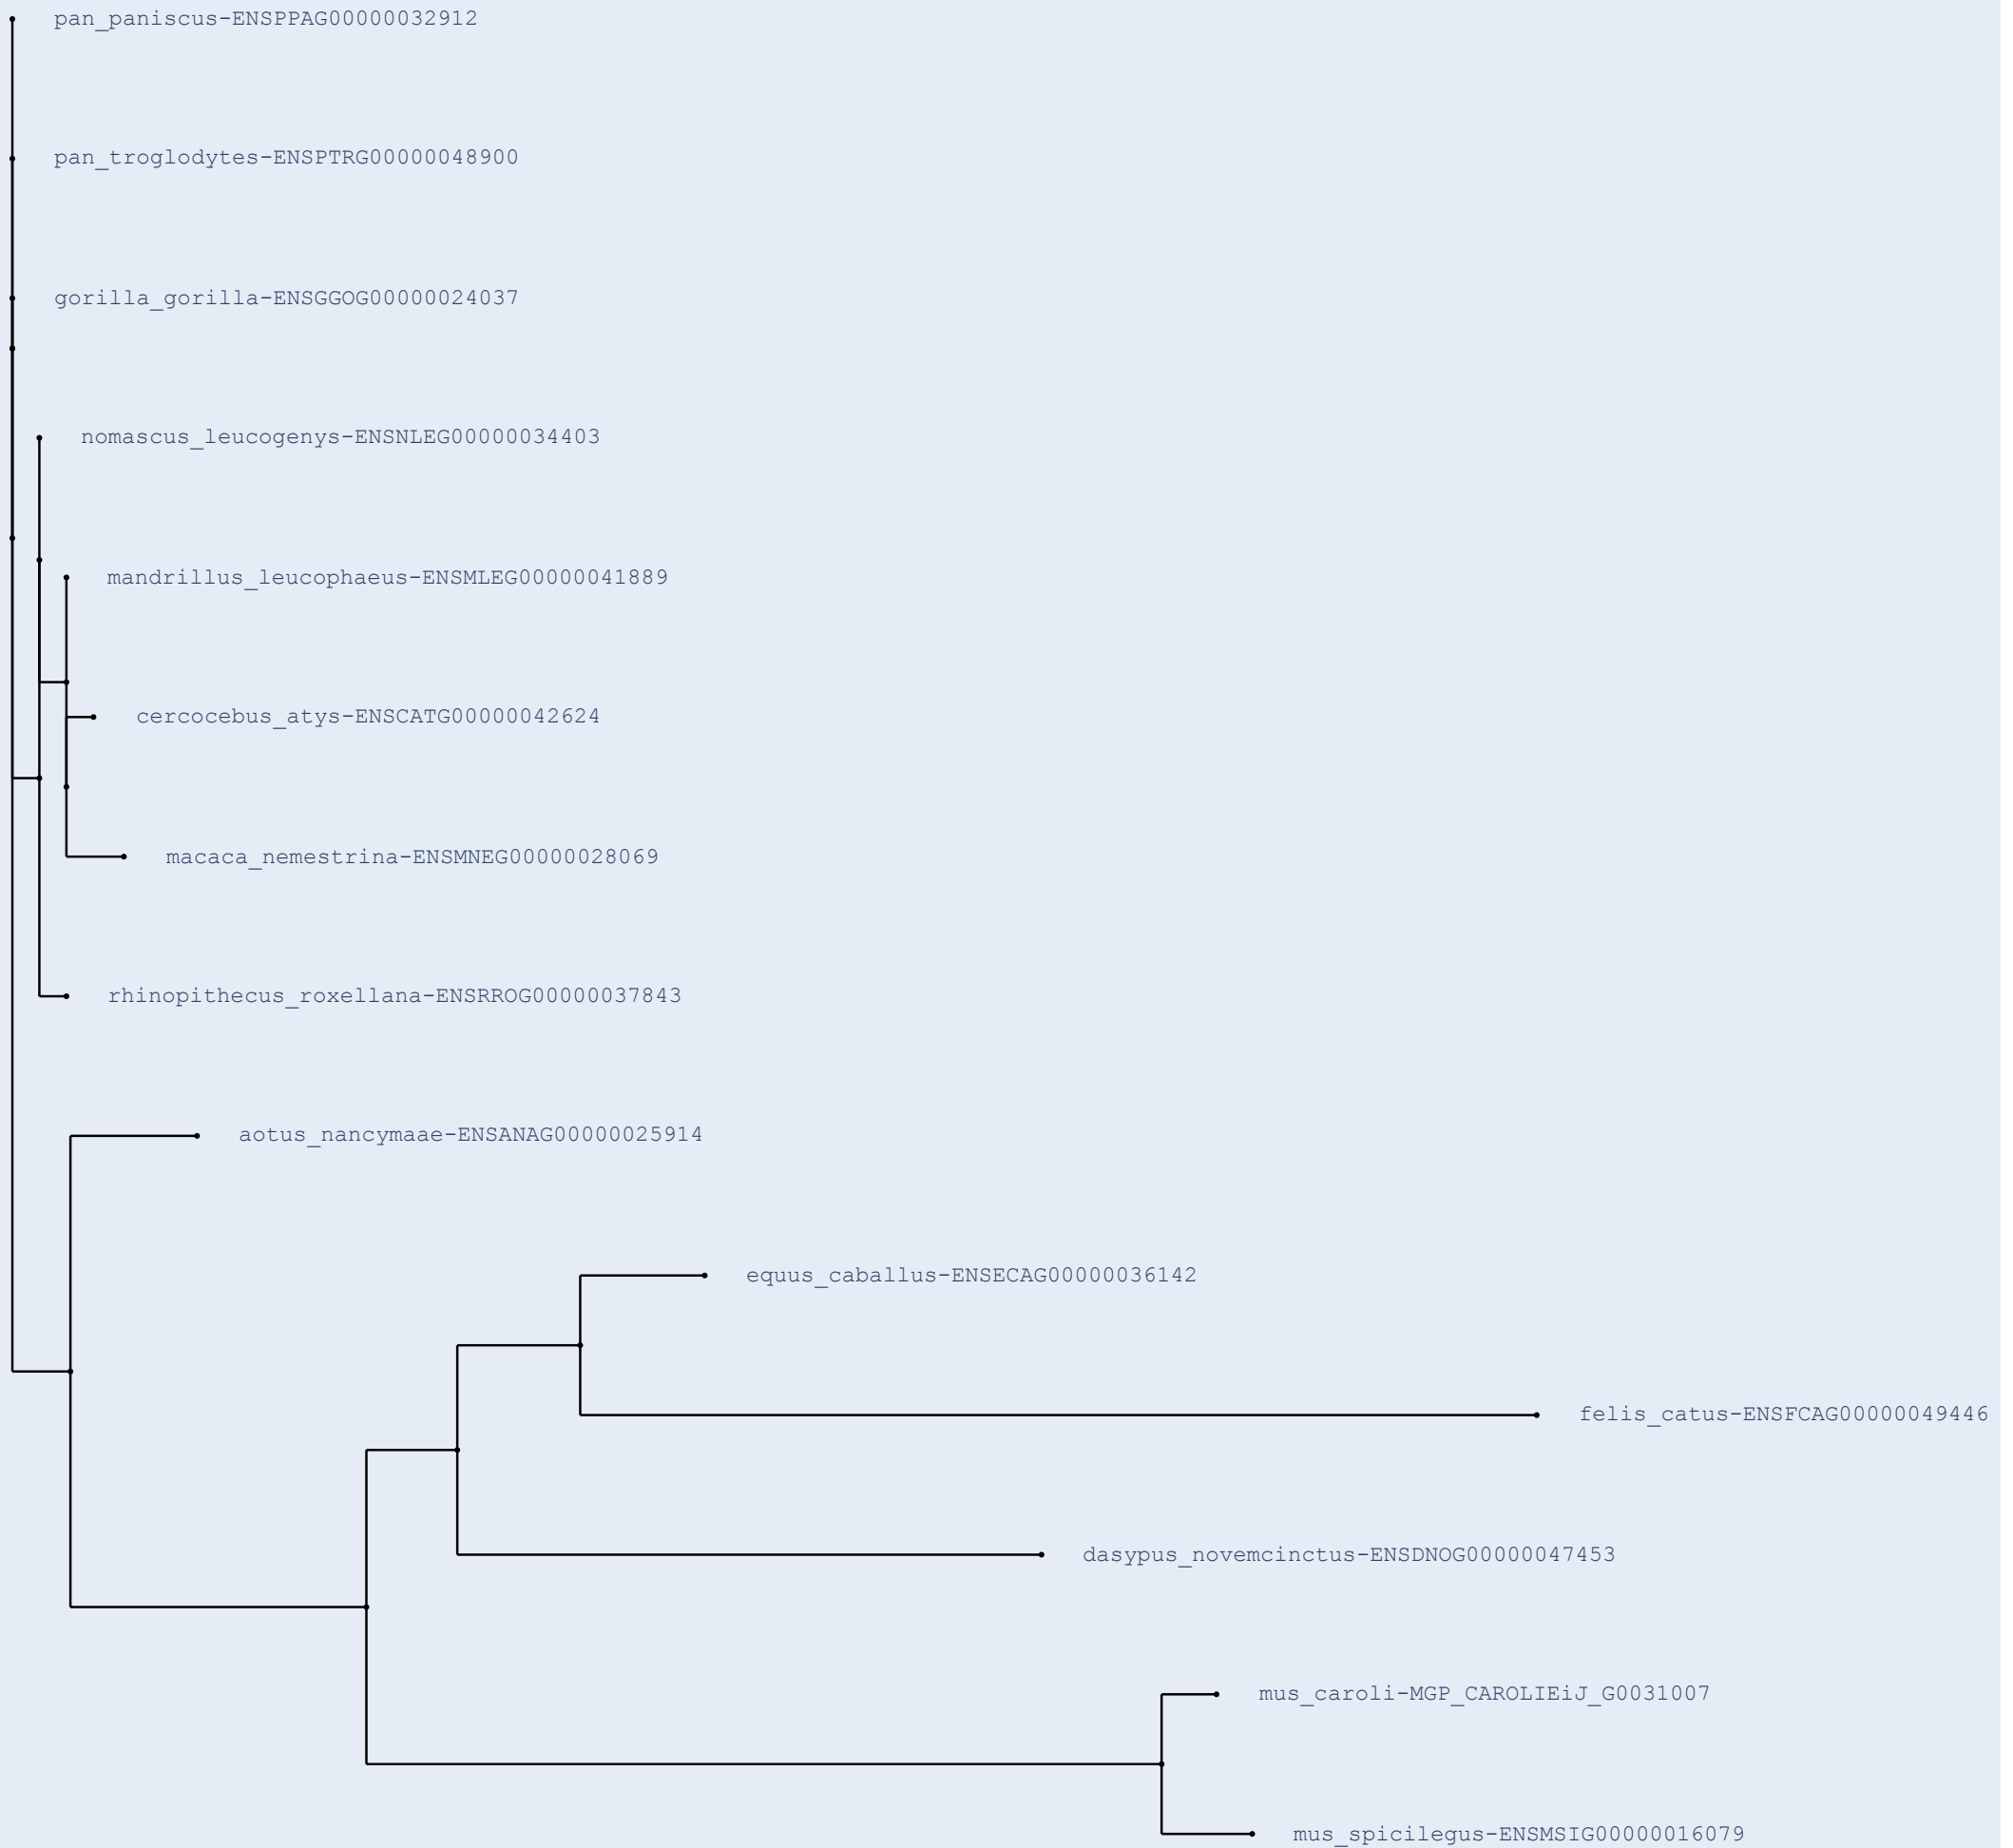 pan_paniscus-ENSPPAG00000032912
pan_troglodytes-ENSPTRG00000048900
gorilla_gorilla-ENSGGOG00000024037
nomascus_leucogenys-ENSNLEG00000034403
mandrillus_leucophaeus-ENSMLEG00000041889
cercocebus_atys-ENSCATG00000042624
macaca_nemestrina-ENSMNEG00000028069
rhinopithecus_roxellana-ENSRROG00000037843
aotus_nancymaae-ENSANAG00000025914
equus_caballus-ENSECAG00000036142
felis_catus-ENSFCAG00000049446
dasypus_novemcinctus-ENSDNOG00000047453
mus_caroli-MGP_CAROLIEiJ_G0031007
mus_spicilegus-ENSMSIG00000016079